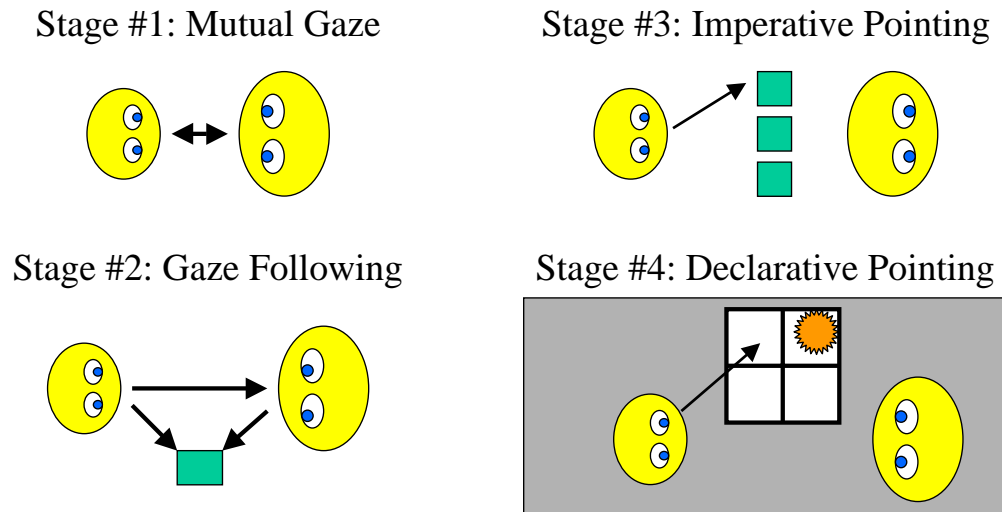 Stage #1: Mutual Gaze
Stage #3: Imperative Pointing
Stage #2: Gaze Following
Stage #4: Declarative Pointing